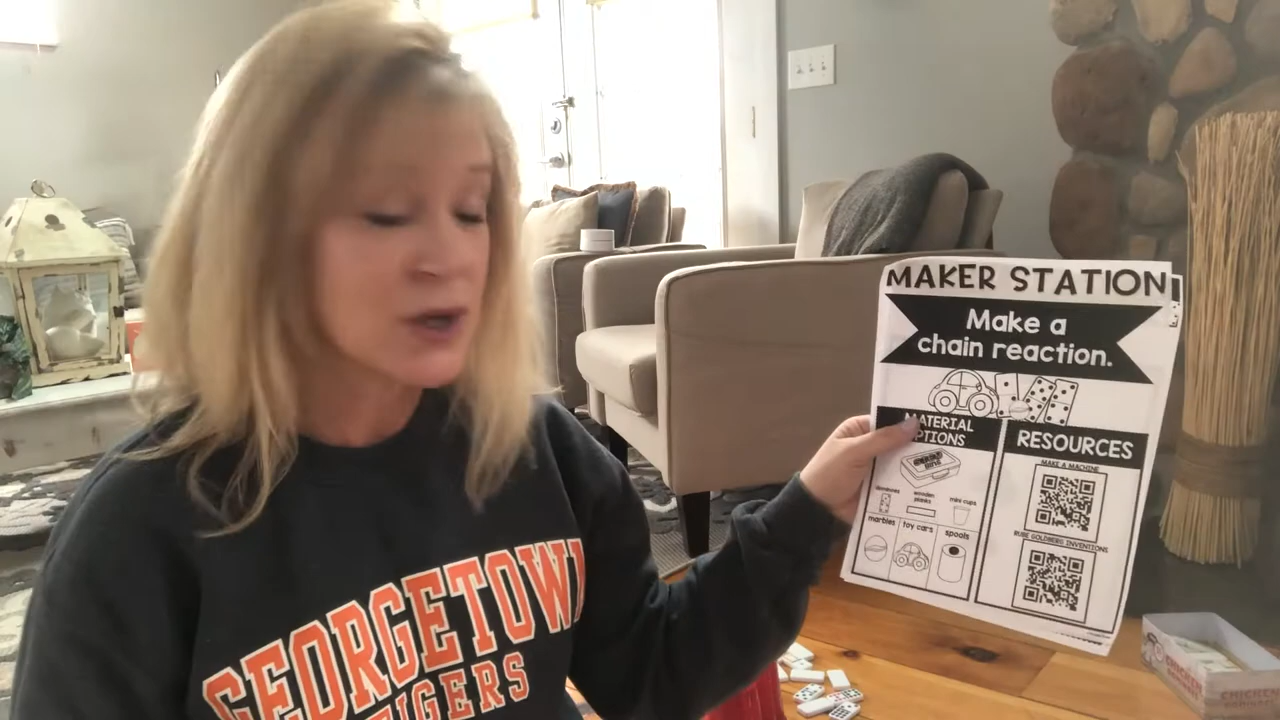 MAKER STATION
Make a
chain reaction.
MATERIAL
OPTIONS
dominoes
wooden
planks
mini cups
marbles
toy cars
spools
RESOURCES
MAKE A MACHINE
RUBE GOLDBERG INVENTIONS
GEORGETOWN
TIGERS
CHICKEN